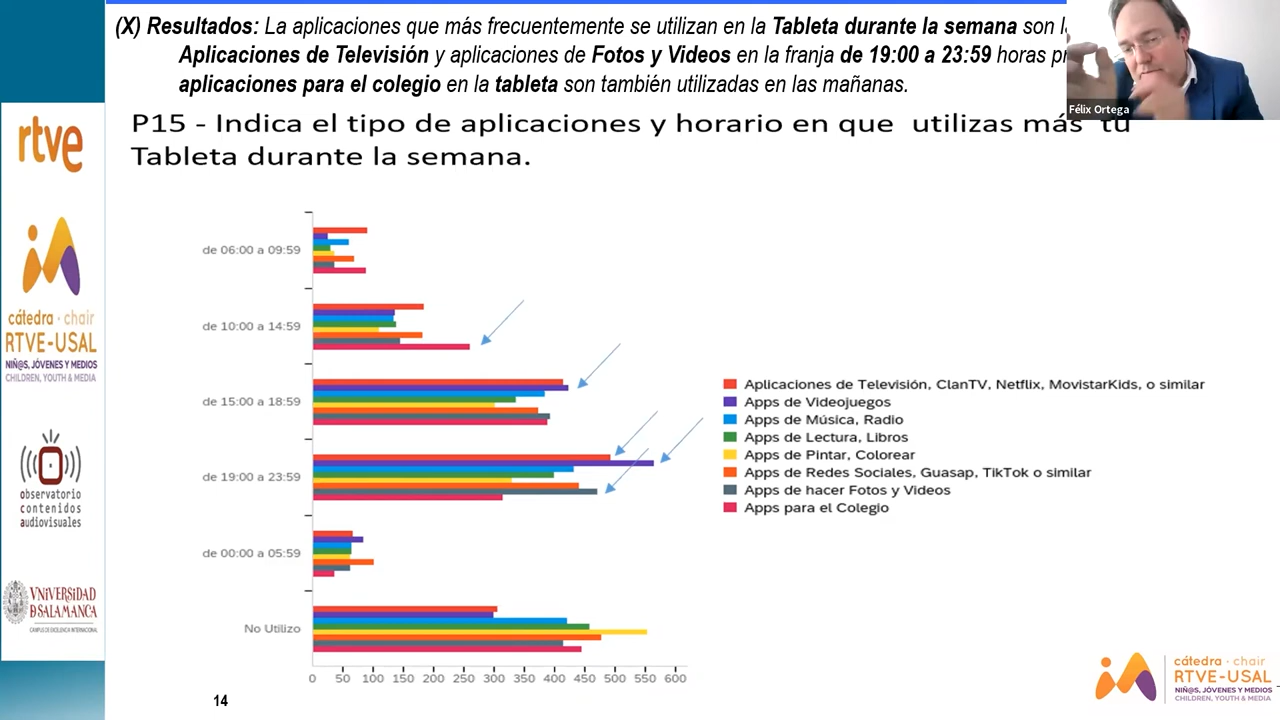 (X) Resultados: La aplicaciones que más frecuentemente se utilizan en la Tableta durante la semana son
Aplicaciones de Televisión y aplicaciones de Fotos y Videos en la franja de 19:00 a 23:59 horas
aplicaciones para el colegio en la tableta son también utilizadas en las mañanas.
Félix Ortega
P15 - Indica el tipo de aplicaciones y horario en que utilizas más tu
Tableta durante la semana.
rtve
cátedra · chair
RTVE-USAL
NIÑ@S, JÓVENES Y MEDIOS
CHILDREN, YOUTH & MEDIA
observatorio
contenidos
audiovisuales
VNiVERSiDAD
D SALAMANCA
CAMPUS DE EXCELENCIA INTERNACIONAL
de 06:00 a 09:59
de 10:00 a 14:59
de 15:00 a 18:59
de 19:00 a 23:59
de 00:00 a 05:59
No Utilizo
0 50 100 150 200 250 300 350 400 450 500 550 600
Aplicaciones de Televisión, ClanTV, Netflix, MovistarKids, o similar
Apps de Videojuegos
Apps de Música, Radio
Apps de Lectura, Libros
Apps de Pintar, Colorear
Apps de Redes Sociales, Guasap, TikTok o similar
Apps de hacer Fotos y Videos
Apps para el Colegio
14
cátedra · chair
RTVE-USAL
NIÑ@S, JÓVENES Y MEDIOS
CHILDREN, YOUTH & MEDIA